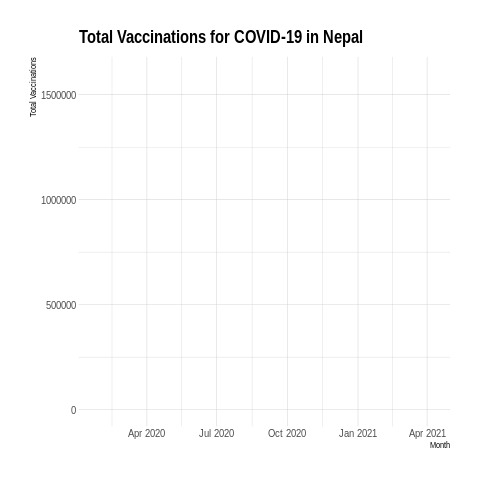 Total Vaccinations for COVID-19 in Nepal
Total Vaccinations
1500000
1000000
500000
0
Apr 2020 Jul 2020 Oct 2020 Jan 2021 Apr 2021
Month